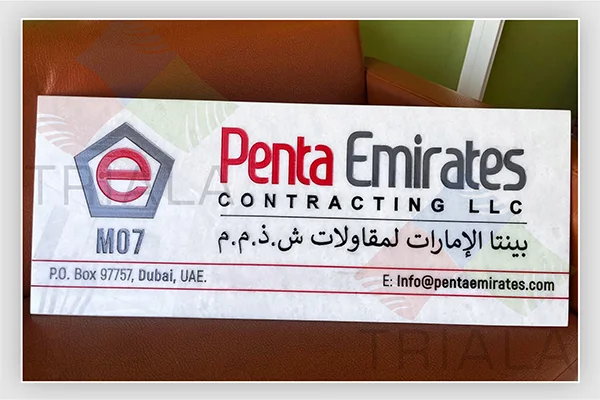 e
Penta Emirates
CONTRACTING LLC
بينتا الإمارات لمقاولات ش.ذ.م.م
M07
P.O. Box 97757, Dubai, UAE.
E: Info@pentaemirates.com
TRIALA
TRIALA